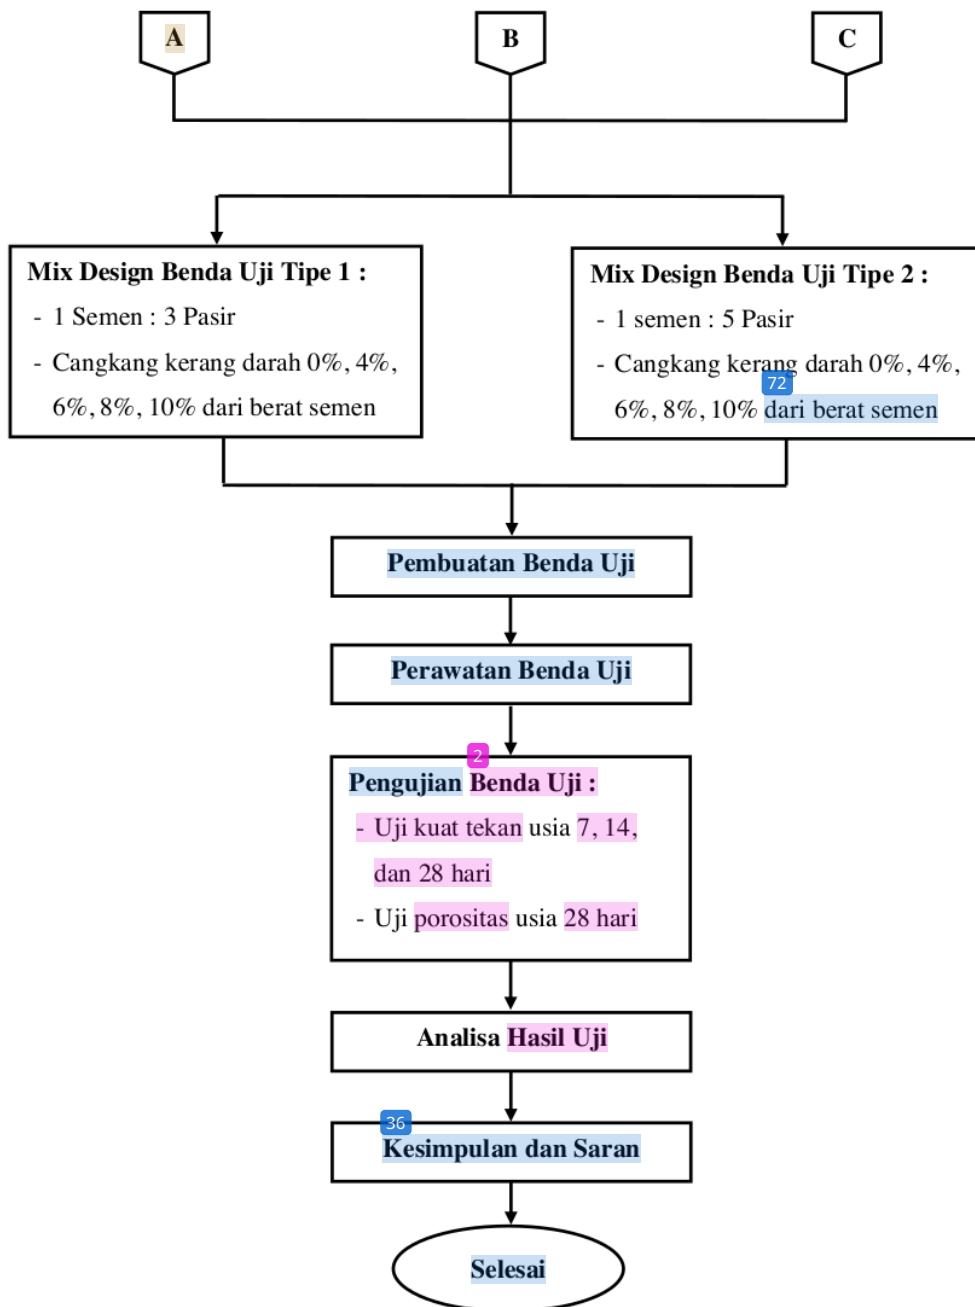 A
B
C
Mix Design Benda Uji Tipe 1 :
- 1 Semen : 3 Pasir
- Cangkang kerang darah 0%, 4%,
6%, 8%, 10% dari berat semen
Mix Design Benda Uji Tipe 2 :
- 1 semen : 5 Pasir
- Cangkang kerang darah 0%, 4%,
72
6%, 8%, 10% dari berat semen
Pembuatan Benda Uji
Perawatan Benda Uji
2
Pengujian Benda Uji :
- Uji kuat tekan usia 7, 14,
dan 28 hari
- Uji porositas usia 28 hari
Analisa Hasil Uji
36
Kesimpulan dan Saran
Selesai